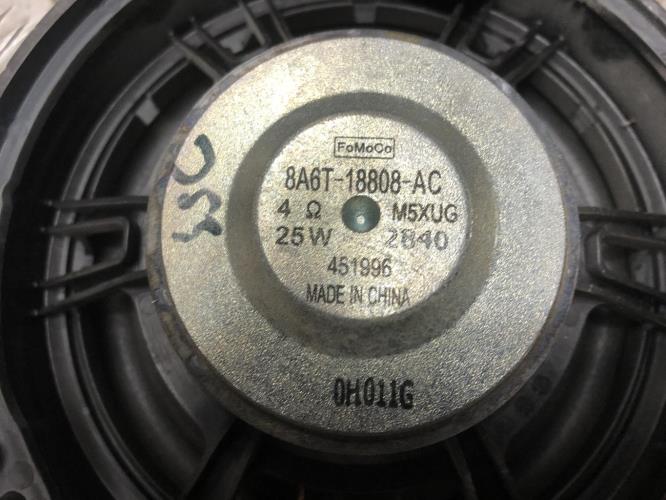 FoMoCo
8A6T-18808-AC
4 Ω M5XUG
25W 2840
451996
MADE IN CHINA
0H011G